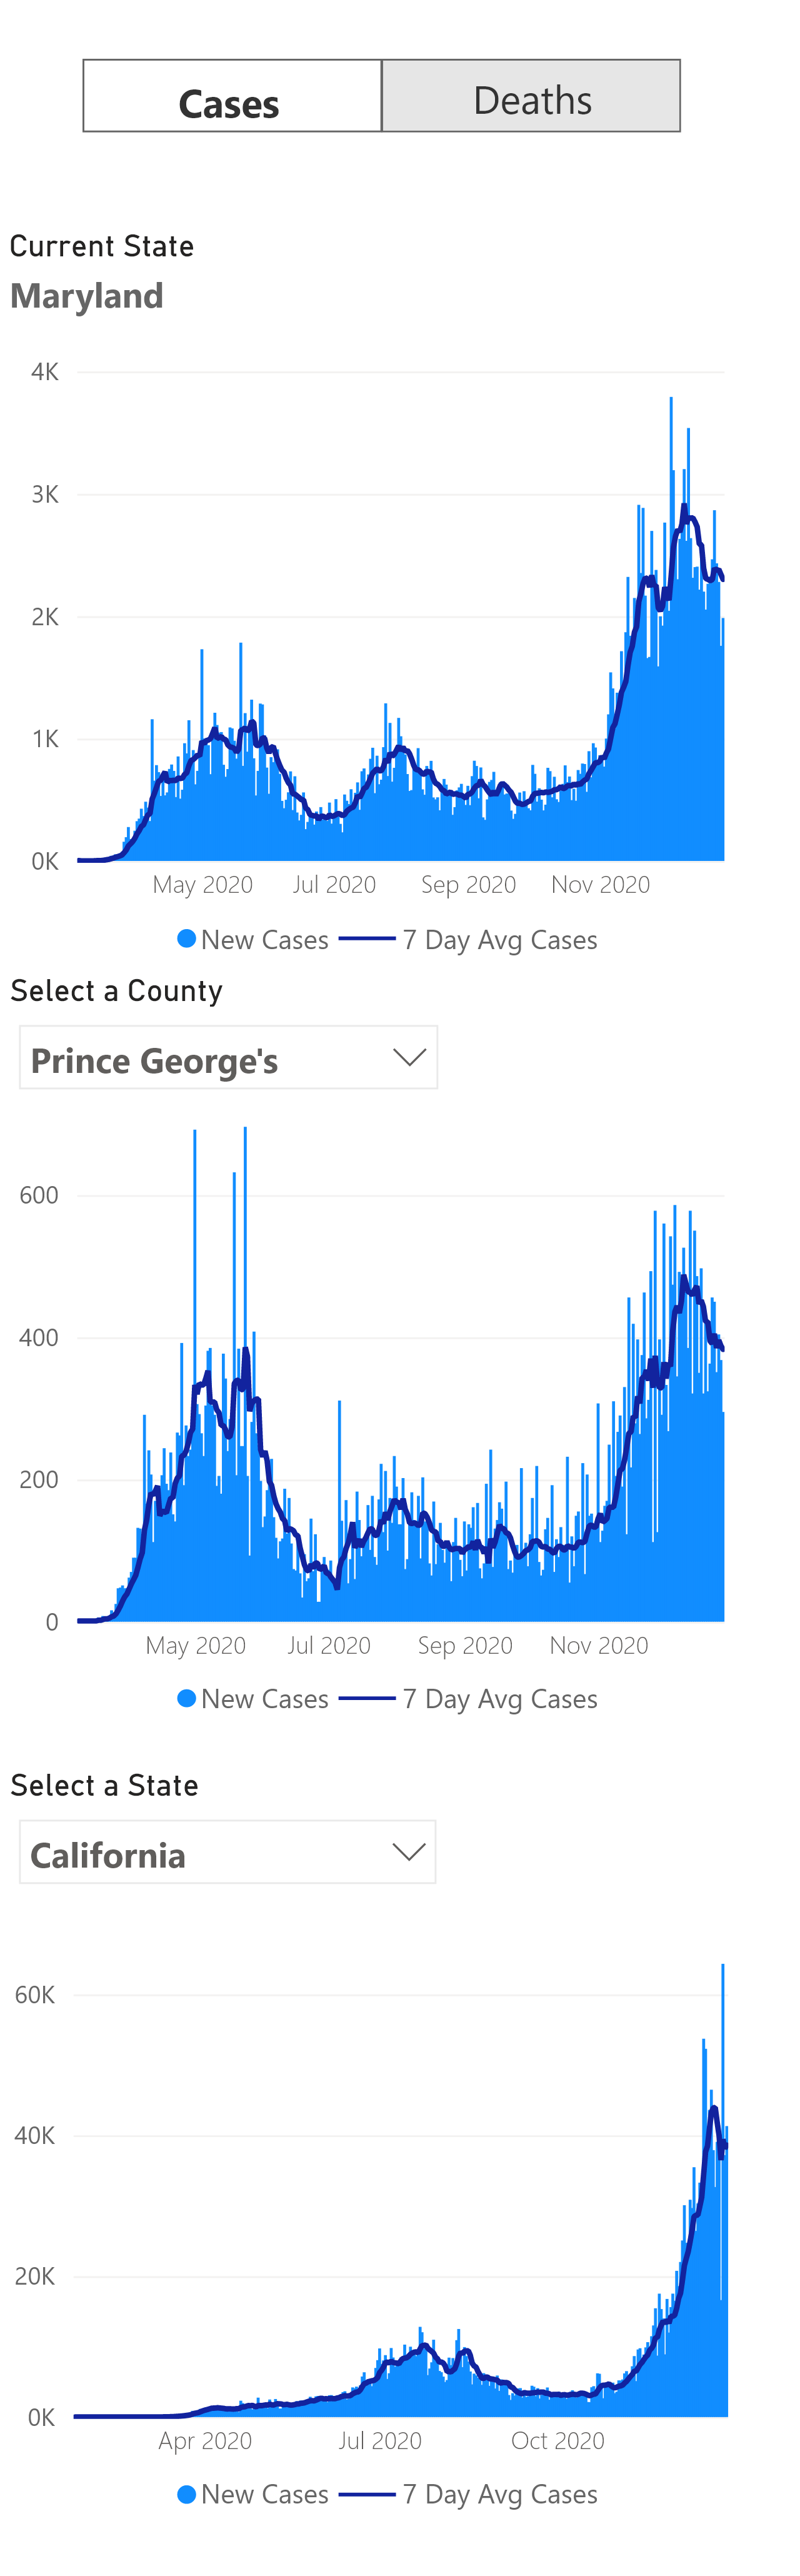 Cases Deaths
Current State
Maryland
4K
3K
2K
1K
0K
May 2020 Jul 2020 Sep 2020 Nov 2020
New Cases 7 Day Avg Cases
Select a County
Prince George's
600
400
200
0
May 2020 Jul 2020 Sep 2020 Nov 2020
New Cases 7 Day Avg Cases
Select a State
California
60K
40K
20K
0K
Apr 2020 Jul 2020 Oct 2020
New Cases 7 Day Avg Cases